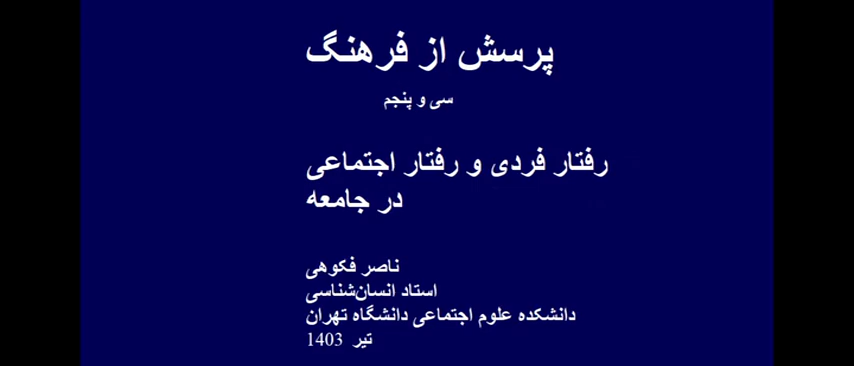 پرسش از فرهنگ
سی و پنجم
رفتار فردی و رفتار اجتماعی
در جامعه
ناصر فکوهی
استاد انسان‌شناسی
دانشکده علوم اجتماعی دانشگاه تهران
تیر 1403